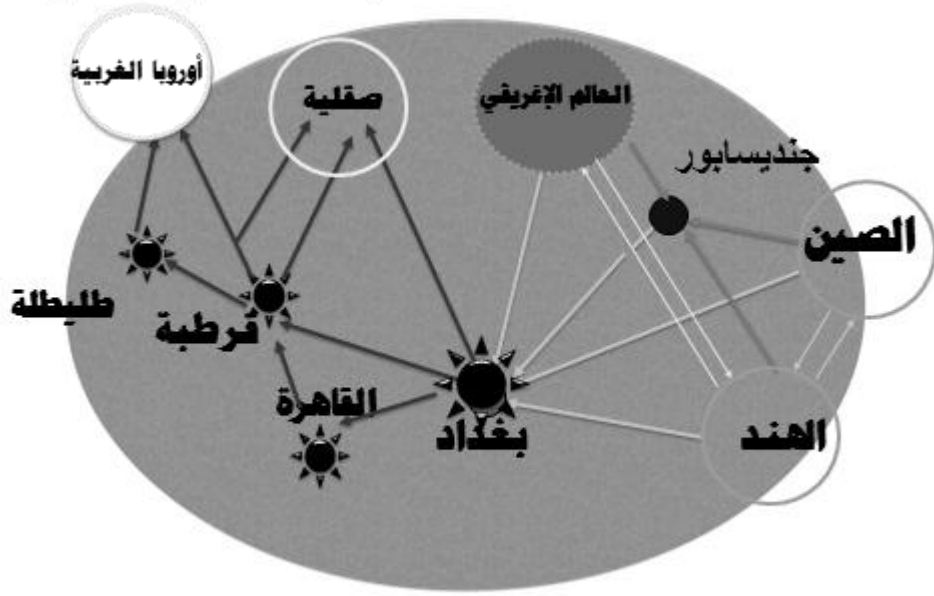 أوروبا الغربية
صقلية
العالم الإغريقي
جنديسابور
الصين
طليطلة
قرطبة
القاهرة
بغداد
الهند